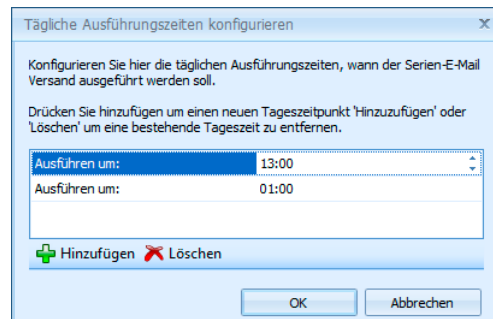 Tägliche Ausführungszeiten konfigurieren
Konfigurieren Sie hier die täglichen Ausführungszeiten, wann der Serien-E-Mail
Versand ausgeführt werden soll.
Drücken Sie hinzufügen um einen neuen Tageszeitpunkt 'Hinzuzufügen' oder
'Löschen' um eine bestehende Tageszeit zu entfernen.
Ausführen um: 13:00
Ausführen um: 01:00
Hinzufügen Löschen
OK Abbrechen